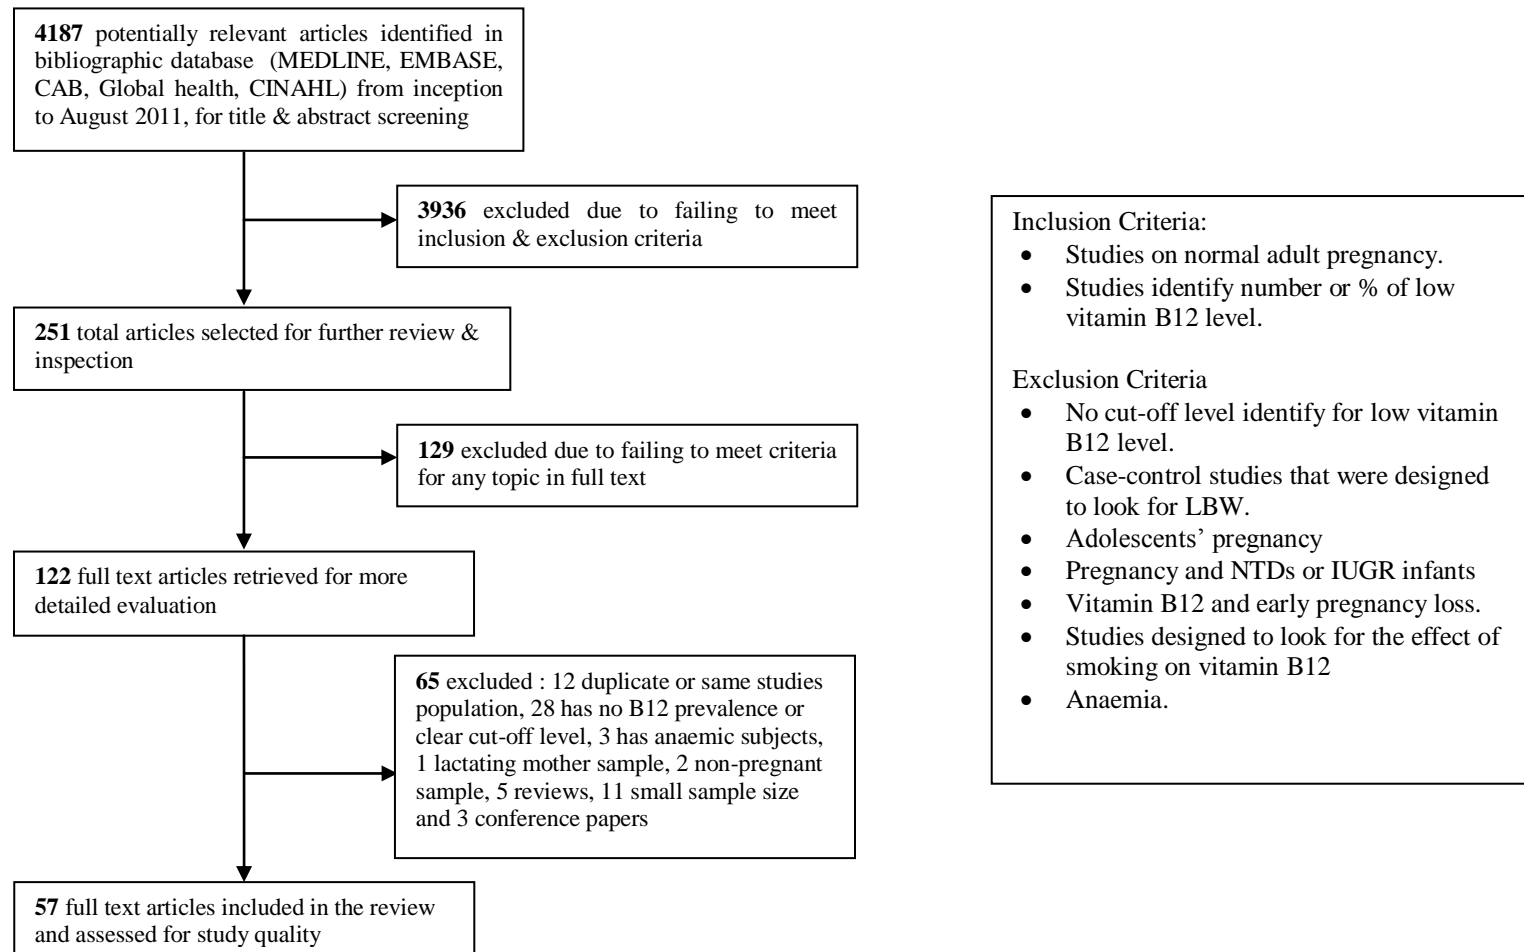 4187 potentially relevant articles identified in
bibliographic database (MEDLINE, EMBASE,
CAB, Global health, CINAHL) from inception
to August 2011, for title & abstract screening
3936 excluded due to failing to meet
inclusion & exclusion criteria
251 total articles selected for further review &
inspection
129 excluded due to failing to meet criteria
for any topic in full text
122 full text articles retrieved for more
detailed evaluation
65 excluded : 12 duplicate or same studies
population, 28 has no B12 prevalence or
clear cut-off level, 3 has anaemic subjects,
1 lactating mother sample, 2 non-pregnant
sample, 5 reviews, 11 small sample size
and 3 conference papers
57 full text articles included in the review
and assessed for study quality
Inclusion Criteria:
• Studies on normal adult pregnancy.
• Studies identify number or % of low
vitamin B12 level.
Exclusion Criteria
• No cut-off level identify for low vitamin
B12 level.
• Case-control studies that were designed
to look for LBW.
• Adolescents’ pregnancy
• Pregnancy and NTDs or IUGR infants
• Vitamin B12 and early pregnancy loss.
• Studies designed to look for the effect of
smoking on vitamin B12
• Anaemia.